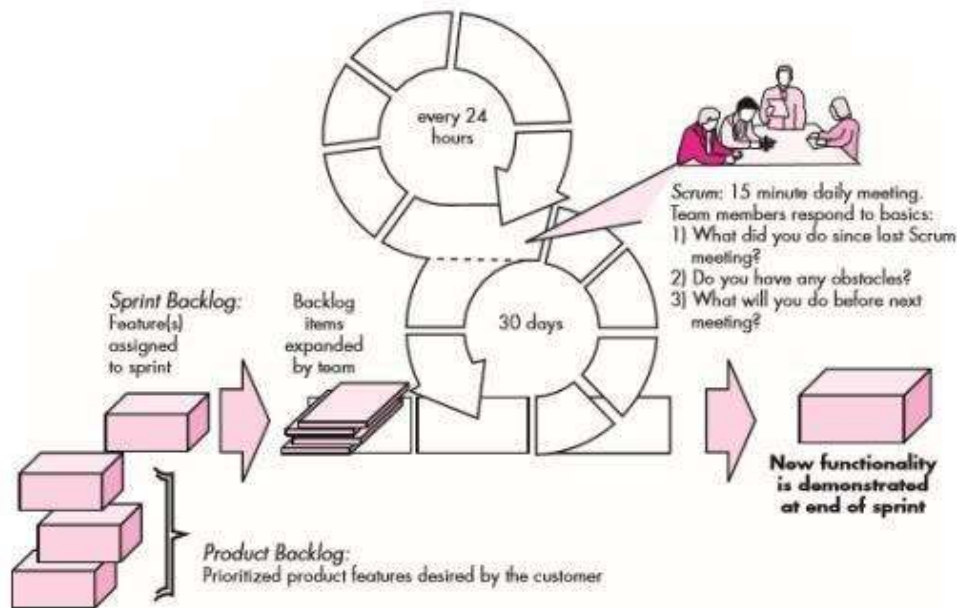 every 24
hours
Scrum: 15 minute daily meeting.
Team members respond to basics:
1) What did you do since last Scrum
meeting?
2) Do you have any obstacles?
3) What will you do before next
meeting?
Sprint Backlog:
Feature(s)
assigned
to sprint
Backlog
items
expanded
by team
30 days
New functionality
is demonstrated
at end of sprint
Product Backlog:
Prioritized product features desired by the customer